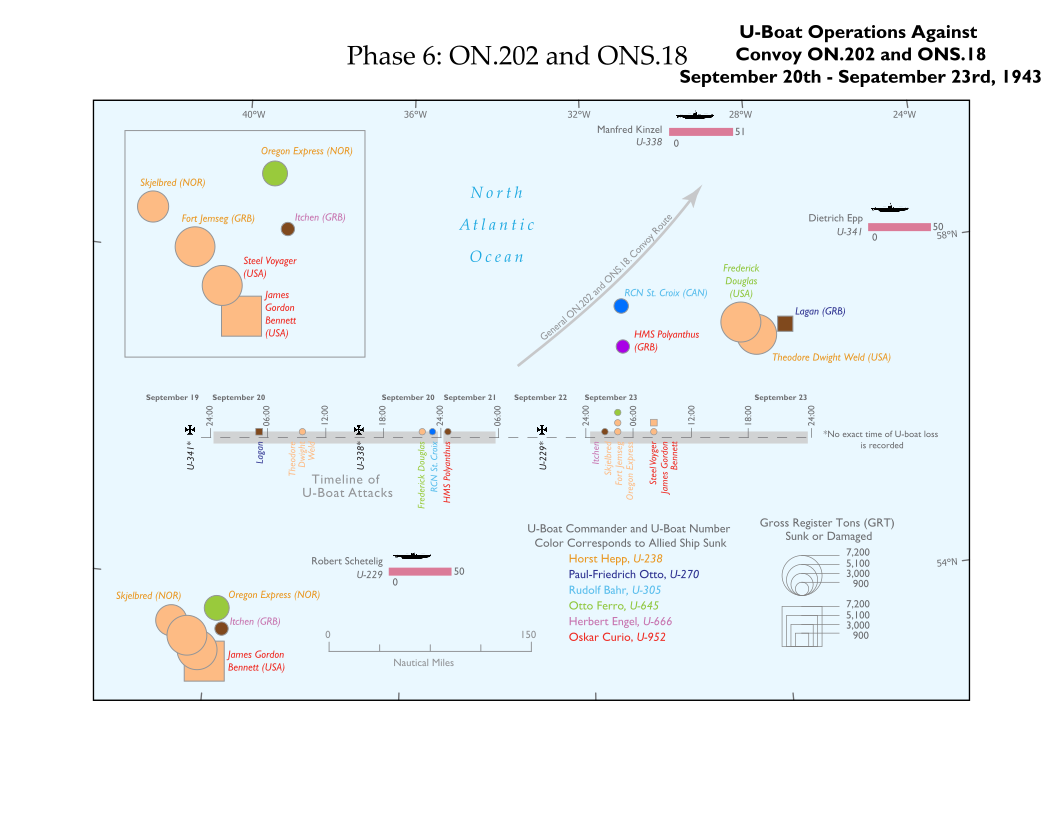 U-Boat Operations Against
Convoy ON.202 and ONS.18
September 20th - Sepatember 23rd, 1943
Phase 6: ON.202 and ONS.18
40°W
36°W
32°W
28°W
24°W
Manfred Kinzel
U-338
0
51
Oregon Express (NOR)
Skjelbred (NOR)
Fort Jemseg (GRB)
Itchen (GRB)
Steel Voyager
(USA)
James
Gordon
Bennett
(USA)
North
Atlantic
Ocean
General ON.202 and ONS.18. Convoy Route
Dietrich Epp
U-341
0
50
58°N
Frederick
Douglas
(USA)
RCN St. Croix (CAN)
HMS Polyanthus
(GRB)
Lagan (GRB)
Theodore Dwight Weld (USA)
September 19
September 20
September 20
September 21
September 22
September 23
September 23
24:00
06:00
12:00
18:00
24:00
06:00
24:00
06:00
12:00
18:00
24:00
U-341*
Lagan
Theodore
Dwight
Weld
U-338*
Frederick Douglas
RCN St. Croix
HMS Polyanthus
U-229*
Itchen
Skjelbred
Fort Jemseg
Oregon Express
Steel Voyger
James Gordon
Bennett
*No exact time of U-boat loss
is recorded
Timeline of
U-Boat Attacks
U-Boat Commander and U-Boat Number
Color Corresponds to Allied Ship Sunk
Horst Hepp, U-238
Paul-Friedrich Otto, U-270
Rudolf Bahr, U-305
Otto Ferro, U-645
Herbert Engel, U-666
Oskar Curio, U-952
Gross Register Tons (GRT)
Sunk or Damaged
7,200
5,100
3,000
900
7,200
5,100
3,000
900
54°N
Robert Schetelig
U-229
0
50
Skjelbred (NOR)
Oregon Express (NOR)
Itchen (GRB)
James Gordon
Bennett (USA)
0
150
Nautical Miles